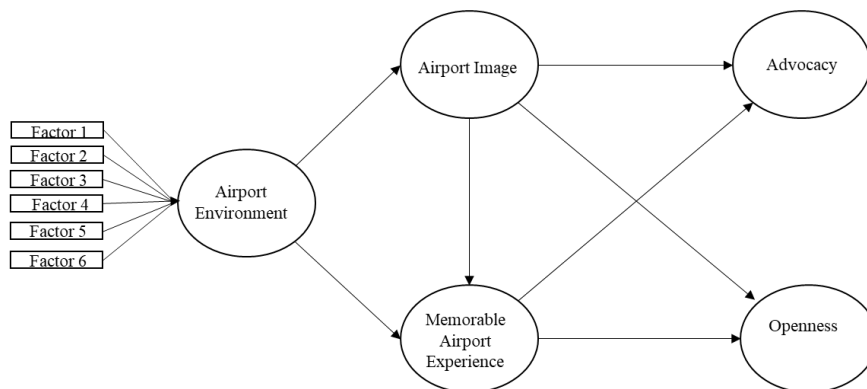 Factor 1
Factor 2
Factor 3
Factor 4
Factor 5
Factor 6
Airport
Environment
Airport Image
Memorable
Airport
Experience
Advocacy
Openness